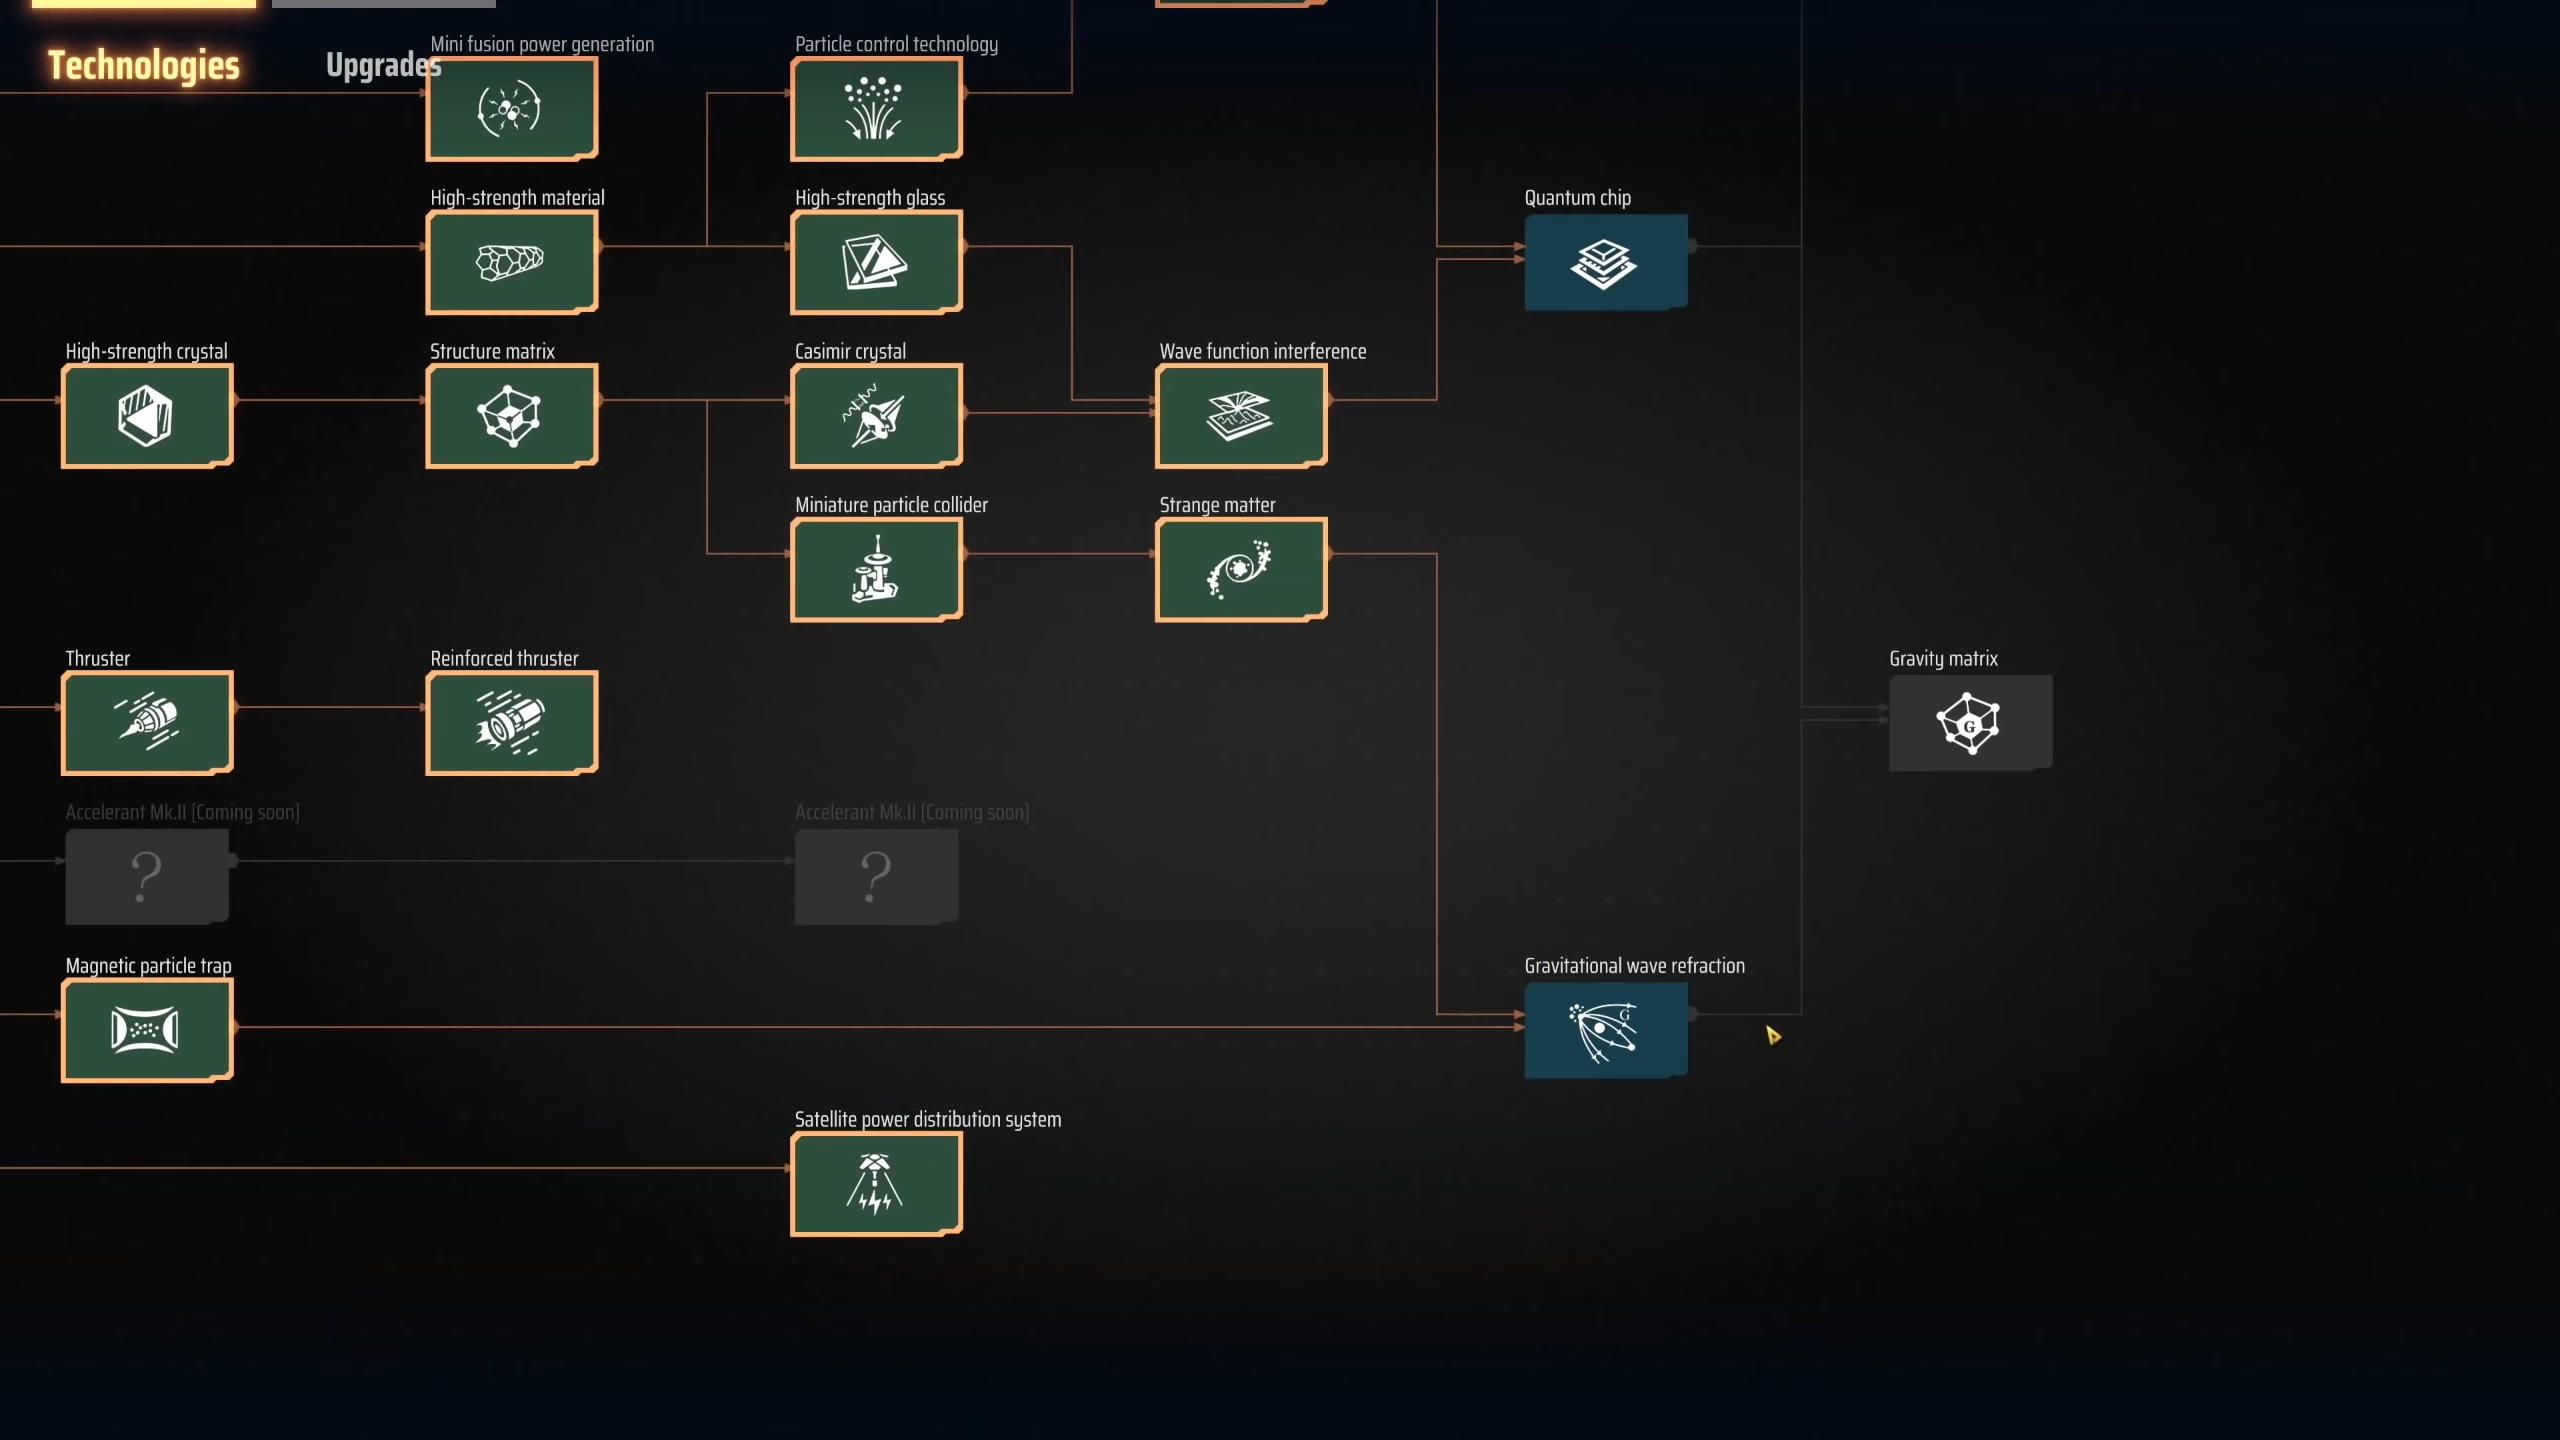 Technologies
Upgrades
Mini fusion power generation
Particle control technology
High-strength material
High-strength glass
Quantum chip
High-strength crystal
Structure matrix
Casimir crystal
Wave function interference
Miniature particle collider
Strange matter
Thruster
Reinforced thruster
Gravity matrix
G
Accelerant Mk.II [Coming soon]
?
Accelerant Mk.II [Coming soon]
?
Magnetic particle trap
Gravitational wave refraction
G
Satellite power distribution system